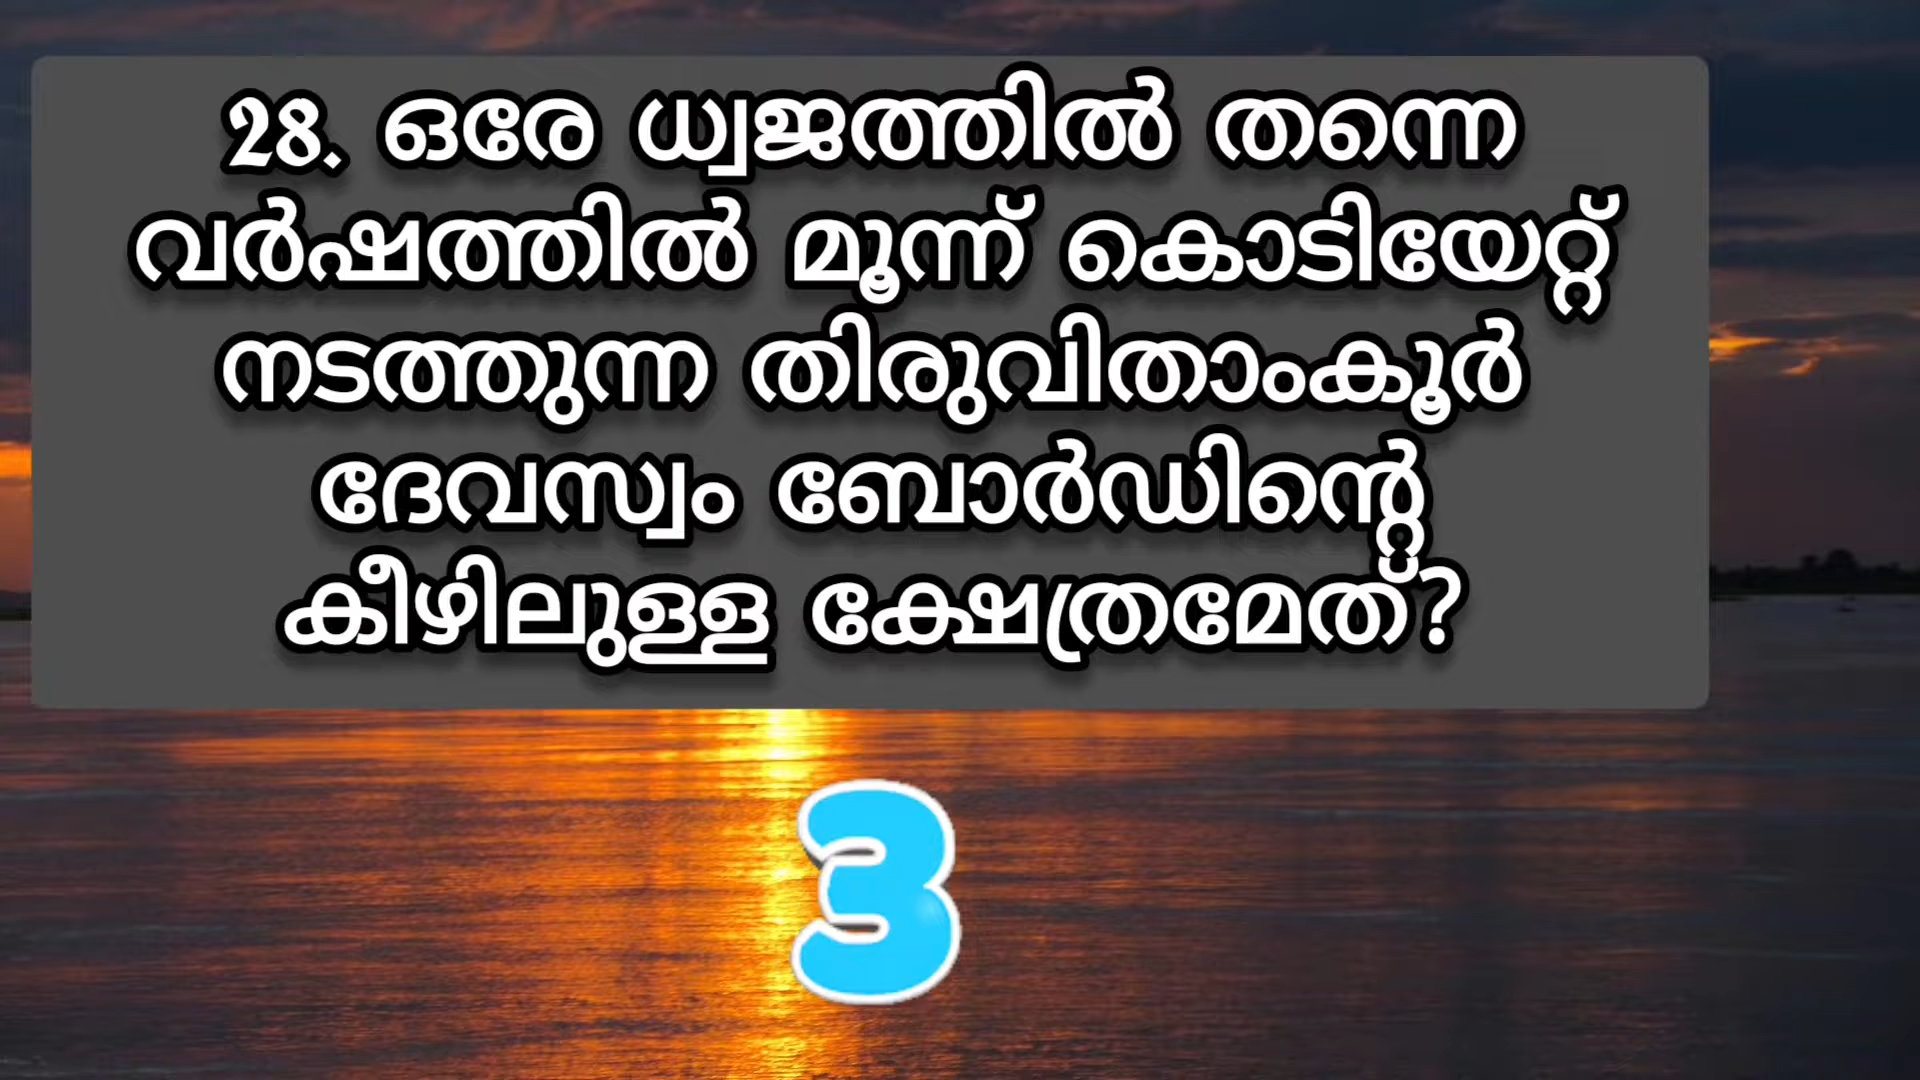 28. ഒരേ ധ്വജത്തിൽ തന്നെ
വർഷത്തിൽ മൂന്ന് കൊടിയേറ്റ്
നടത്തുന്ന തിരുവിതാംകൂർ
ദേവസ്വം ബോർഡിന്റെ
കീഴിലുള്ള ക്ഷേത്രമേത്?
3